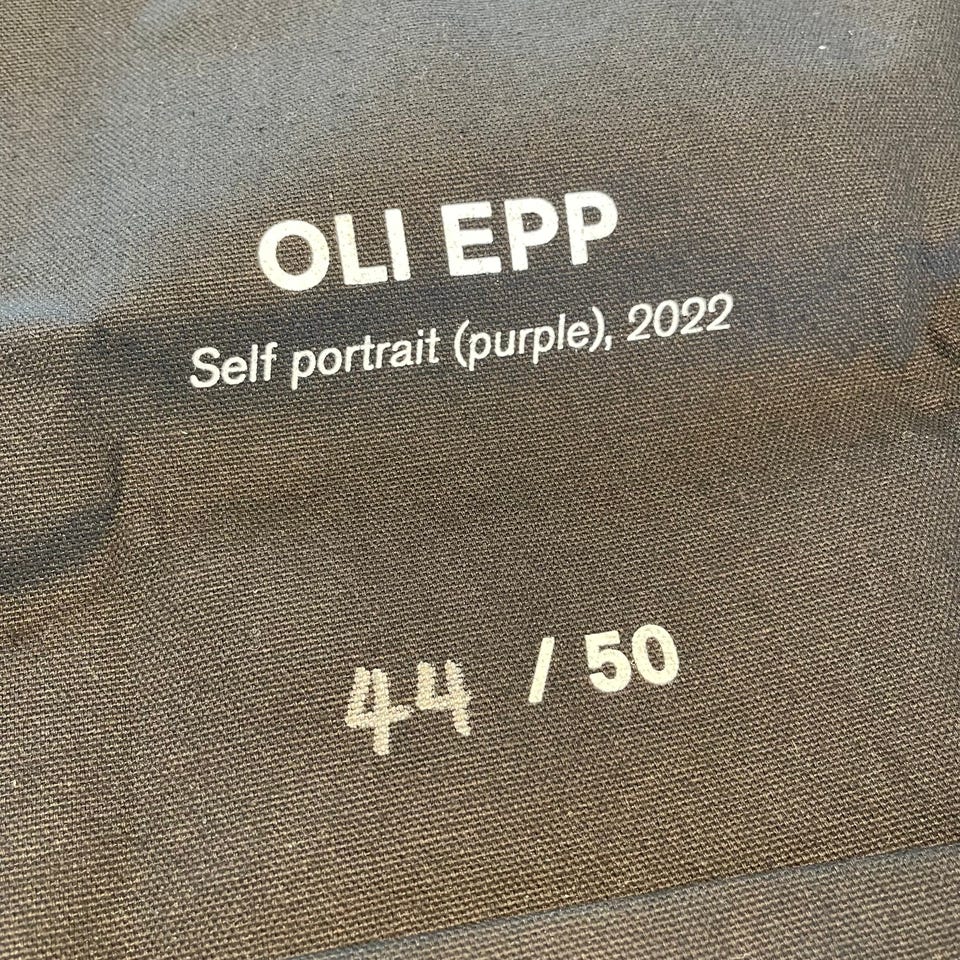 OLI EPP
Self portrait (purple), 2022
44 / 50